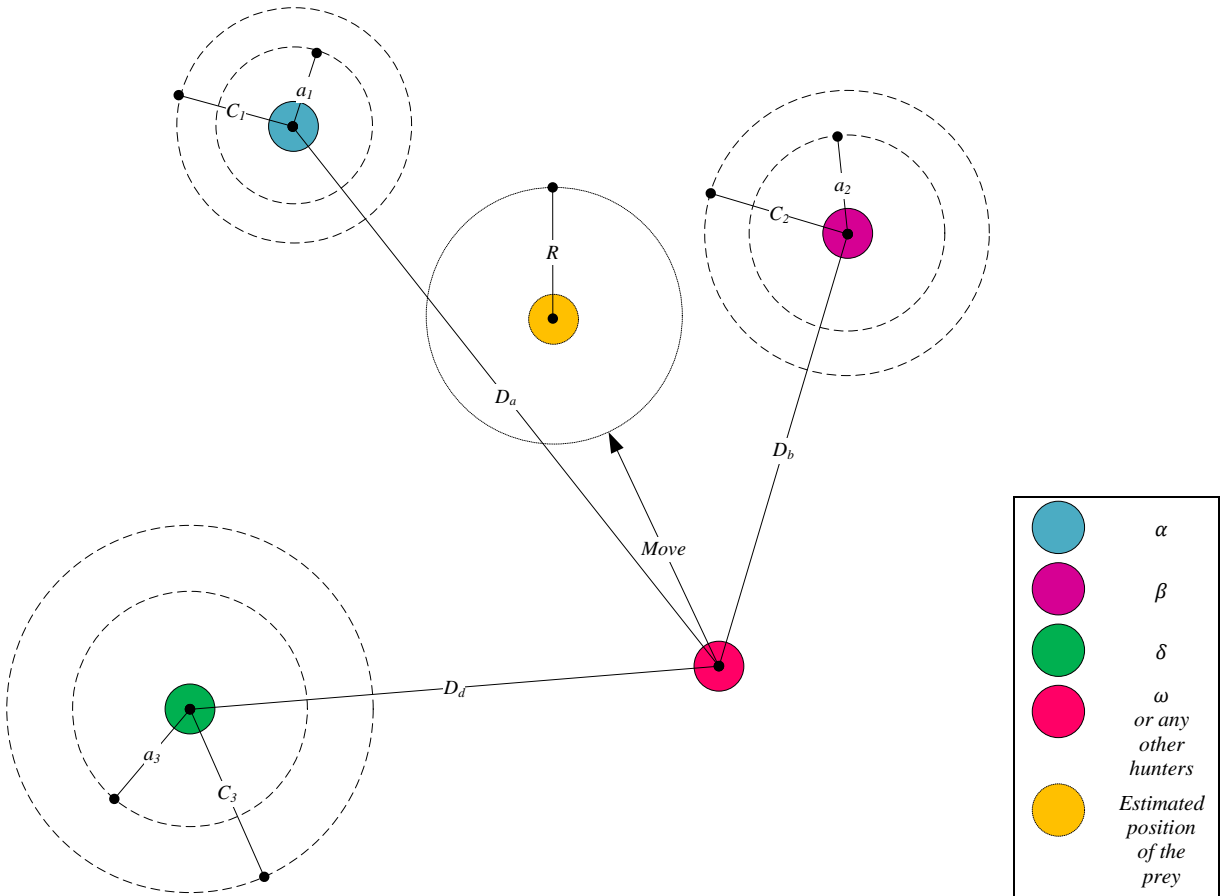 a1
C1
a2
C2
R
Da
Db
Move
Dd
a3
C3
α
β
δ
ω
or any
other
hunters
Estimated
position
of the
prey